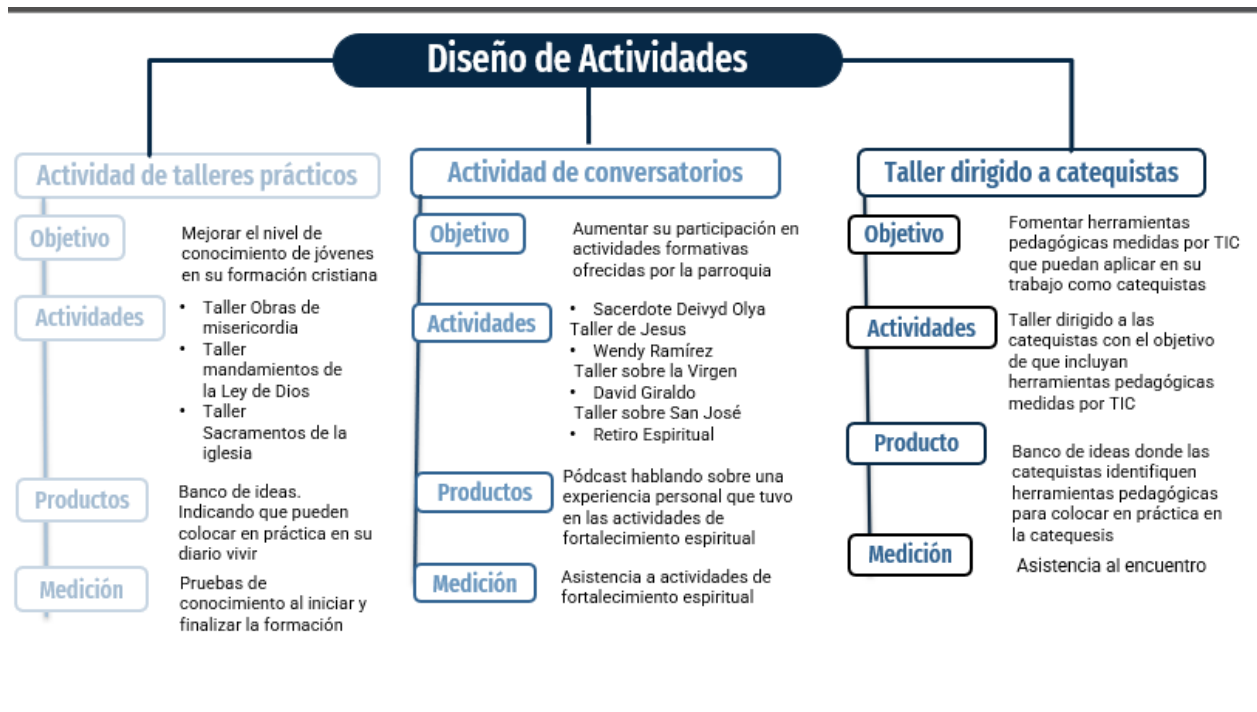 Diseño de Actividades
Actividad de talleres prácticos
Objetivo
Mejorar el nivel de
conocimiento de jóvenes
en su formación cristiana
Actividades
• Taller Obras de
misericordia
• Taller
mandamientos de
la Ley de Dios
• Taller
Sacramentos de la
iglesia
Productos
Banco de ideas.
Indicando que pueden
colocar en práctica en su
diario vivir
Medición
Pruebas de
conocimiento al iniciar y
finalizar la formación
Actividad de conversatorios
Objetivo
Aumentar su participación en
actividades formativas
ofrecidas por la parroquia
Actividades
• Sacerdote Deivyd Olya
Taller de Jesus
• Wendy Ramírez
Taller sobre la Virgen
• David Giraldo
Taller sobre San José
• Retiro Espiritual
Productos
Pódcast hablando sobre una
experiencia personal que tuvo
en las actividades de
fortalecimiento espiritual
Medición
Asistencia a actividades de
fortalecimiento espiritual
Taller dirigido a catequistas
Objetivo
Fomentar herramientas
pedagógicas medidas por TIC
que puedan aplicar en su
trabajo como catequistas
Actividades
Taller dirigido a las
catequistas con el objetivo
de que incluyan
herramientas pedagógicas
medidas por TIC
Producto
Banco de ideas donde las
catequistas identifiquen
herramientas pedagógicas
para colocar en práctica en
la catequesis
Medición
Asistencia al encuentro